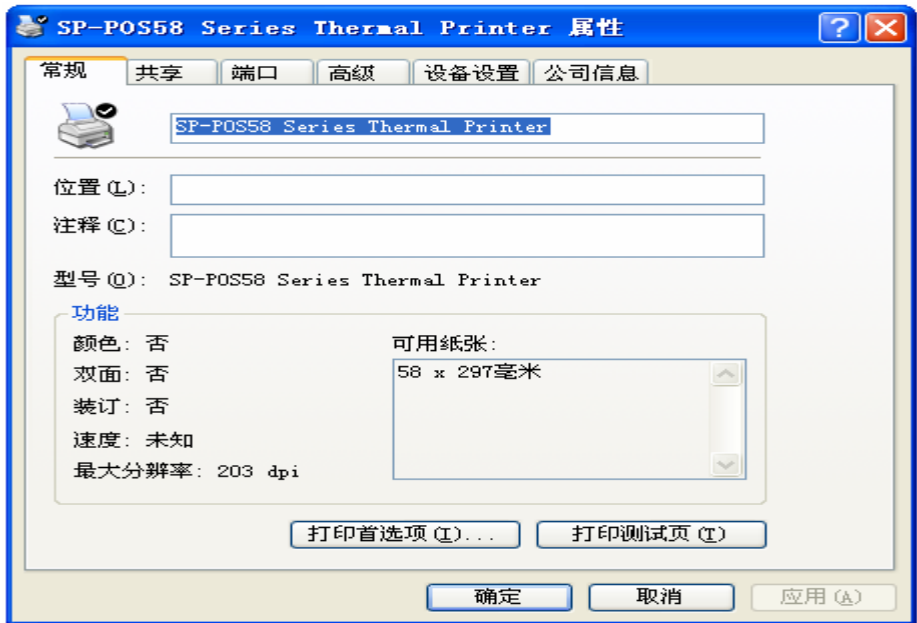 SP-POS58 Series Thermal Printer 属性
常规 共享 端口 高级 设备设置 公司信息
SP-POS58 Series Thermal Printer
位置(L):
注释(C):
型号(O): SP-POS58 Series Thermal Printer
功能
颜色: 否 可用纸张:
双面: 否 58 x 297毫米
装订: 否
速度: 未知
最大分辨率: 203 dpi
打印首选项(I)... 打印测试页(T)
确定 取消 应用(A)